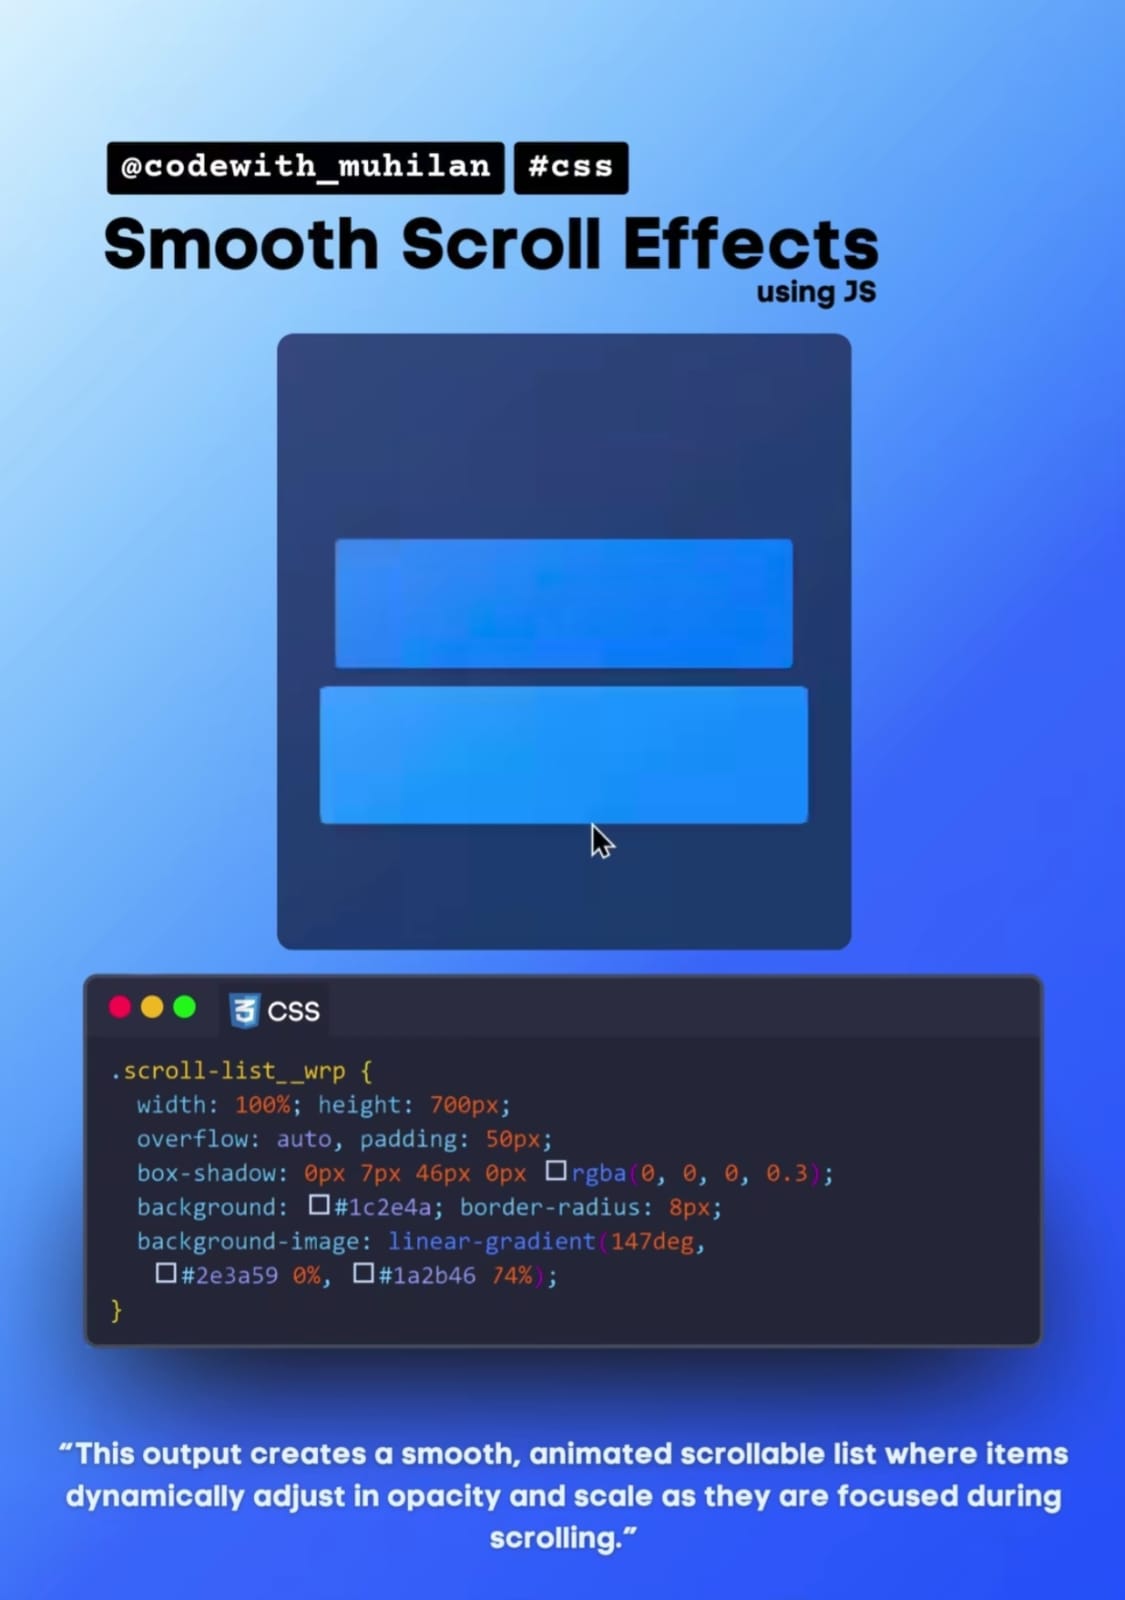 @codewith_muhilan #css
Smooth Scroll Effects
using JS
CSS
.scroll-list__wrp {
width: 100%; height: 700px;
overflow: auto, padding: 50px;
box-shadow: 0px 7px 46px 0px rgba(0, 0, 0, 0.3);
background: #1c2e4a; border-radius: 8px;
background-image: linear-gradient(147deg,
#2e3a59 0%, #1a2b46 74%);
}
“This output creates a smooth, animated scrollable list where items
dynamically adjust in opacity and scale as they are focused during
scrolling.”